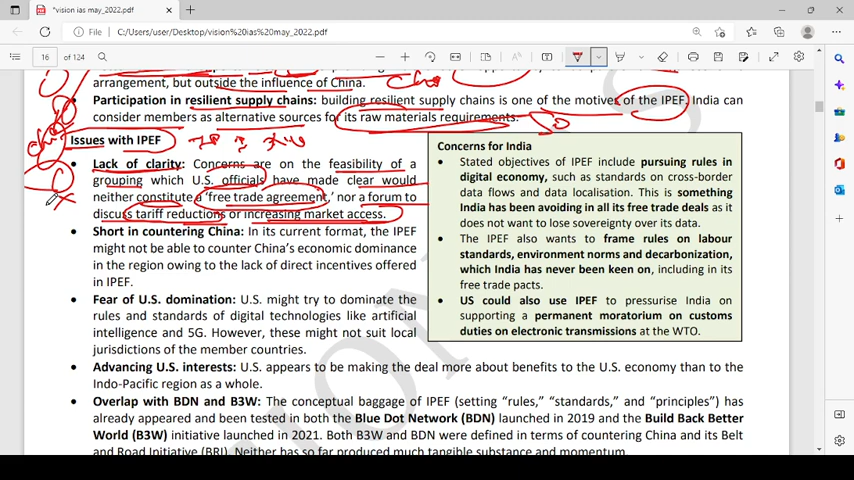 *vision ias may_2022.pdf
File | C:/Users/user/Desktop/vision%20ias%20may_2022.pdf
16 of 124
arrangement, but outside the influence of China.
Participation in resilient supply chains: building resilient supply chains is one of the motives of the IPEF. India can
consider members as alternative sources for its raw materials requirements.
Issues with IPEF
Lack of clarity: Concerns are on the feasibility of a
grouping which U.S. officials have made clear would
neither constitute a 'free trade agreement,' nor a forum to
discuss tariff reductions or increasing market access.
Short in countering China: In its current format, the IPEF
might not be able to counter China's economic dominance
in the region owing to the lack of direct incentives offered
in IPEF.
Fear of U.S. domination: U.S. might try to dominate the
rules and standards of digital technologies like artificial
intelligence and 5G. However, these might not suit local
jurisdictions of the member countries.
Concerns for India
• Stated objectives of IPEF include pursuing rules in
digital economy, such as standards on cross-border
data flows and data localisation. This is something
India has been avoiding in all its free trade deals as it
does not want to lose sovereignty over its data.
• The IPEF also wants to frame rules on labour
standards, environment norms and decarbonization,
which India has never been keen on, including in its
free trade pacts.
• US could also use IPEF to pressurise India on
supporting a permanent moratorium on customs
duties on electronic transmissions at the WTO.
• Advancing U.S. interests: U.S. appears to be making the deal more about benefits to the U.S. economy than to the
Indo-Pacific region as a whole.
• Overlap with BDN and B3W: The conceptual baggage of IPEF (setting "rules," "standards," and "principles") has
already appeared and been tested in both the Blue Dot Network (BDN) launched in 2019 and the Build Back Better
World (B3W) initiative launched in 2021. Both B3W and BDN were defined in terms of countering China and its Belt
and Road Initiative (BRI). Neither has so far produced much tangible substance and momentum.